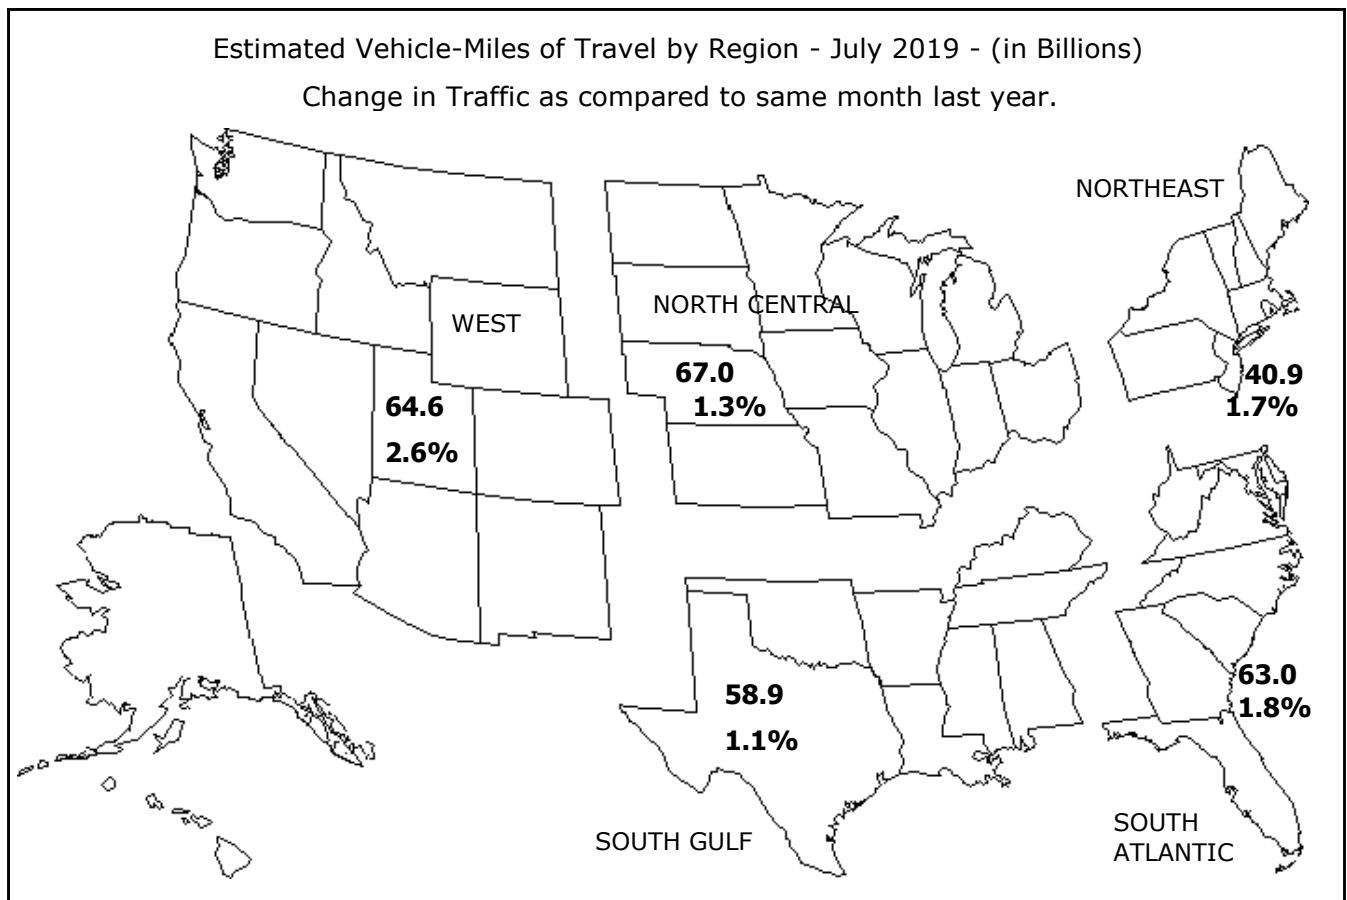 Estimated Vehicle-Miles of Travel by Region - July 2019 - (in Billions)
Change in Traffic as compared to same month last year.
NORTHEAST
40.9
1.7%
NORTH CENTRAL
67.0
1.3%
WEST
64.6
2.6%
58.9
1.1%
SOUTH GULF
63.0
1.8%
SOUTH
ATLANTIC